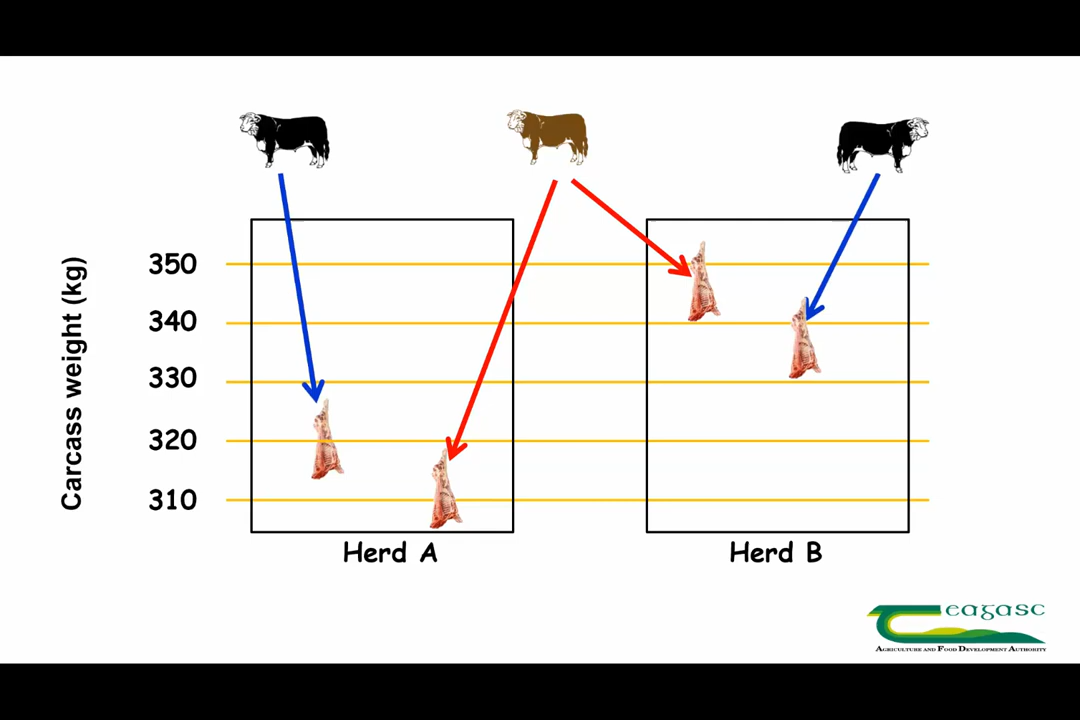 Carcass weight (kg)
350
340
330
320
310
Herd A
Herd B
Teagasc
AGRICULTURE AND FOOD DEVELOPMENT AUTHORITY